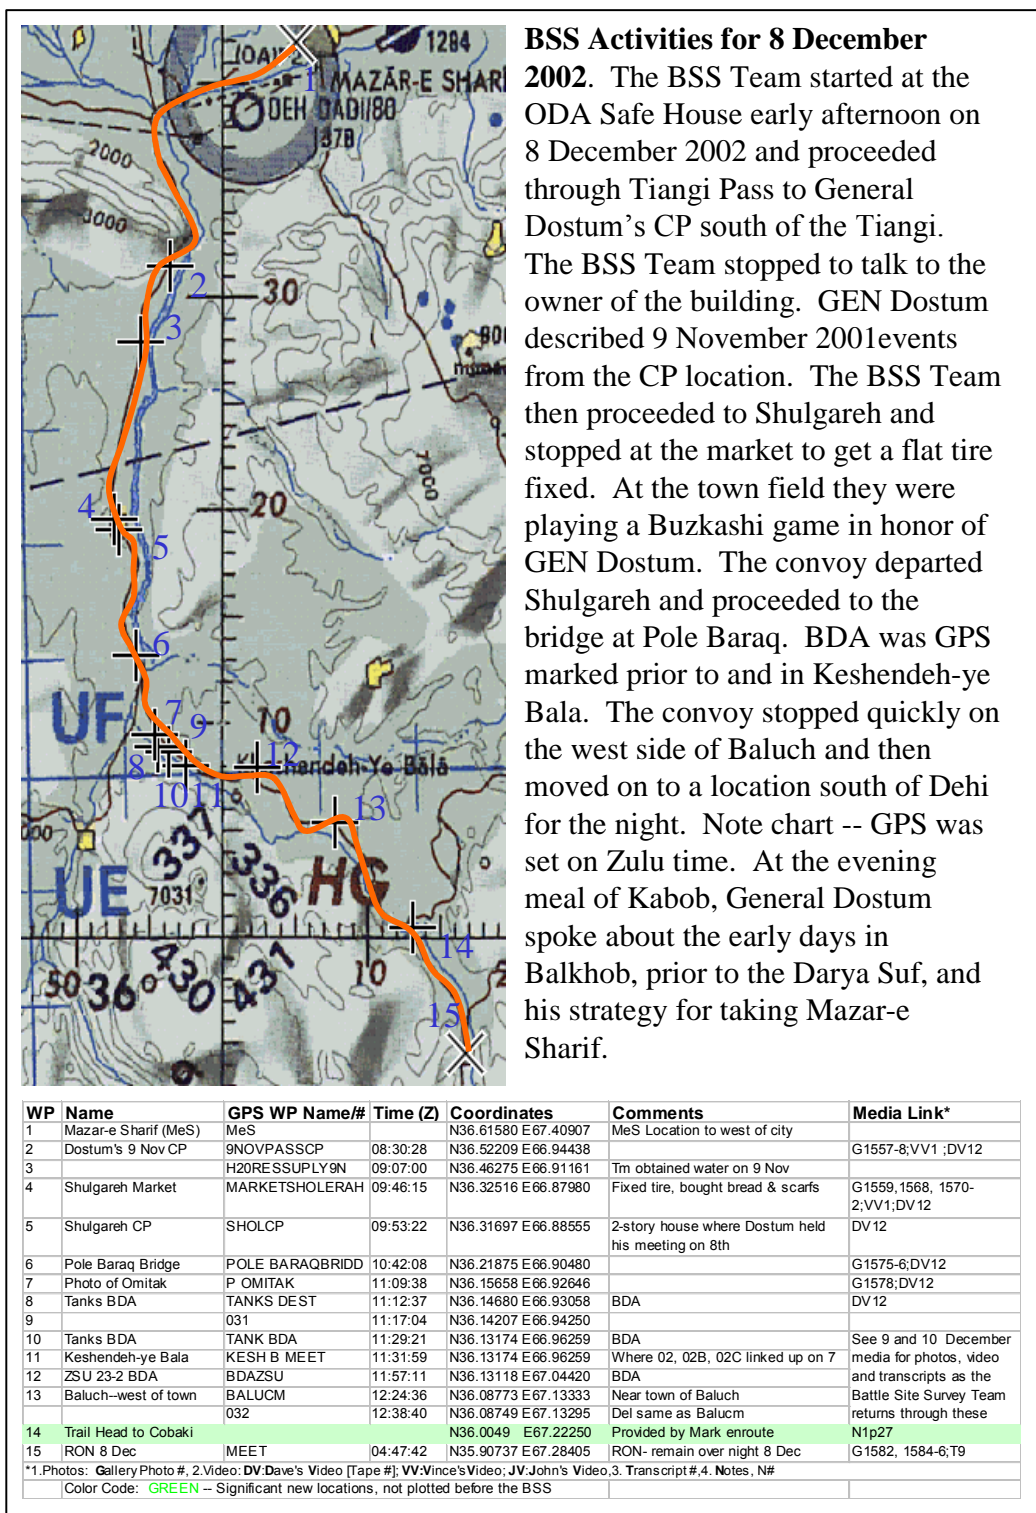 BSS Activities for 8 December
2002.  The BSS Team started at the
ODA Safe House early afternoon on
8 December 2002 and proceeded
through Tiangi Pass to General
Dostum's CP south of the Tiangi.
The BSS Team stopped to talk to the
owner of the building.  GEN Dostum
described 9 November 2001events
from the CP location.  The BSS Team
then proceeded to Shulgareh and
stopped at the market to get a flat tire
fixed.  At the town field they were
playing a Buzkashi game in honor of
GEN Dostum.  The convoy departed
Shulgareh and proceeded to the
bridge at Pole Baraq.  BDA was GPS
marked prior to and in Keshendeh-ye
Bala.  The convoy stopped quickly on
the west side of Baluch and then
moved on to a location south of Dehi
for the night.  Note chart -- GPS was
set on Zulu time.  At the evening
meal of Kabob, General Dostum
spoke about the early days in
Balkhob, prior to the Darya Suf, and
his strategy for taking Mazar-e
Sharif.
1284
1
MAZĀR-E SHARI
DEH DADI/80
1378
2000
3000
2
30
3
7000
4
20
5
6
UF
10
7
9
8
10 11
12
Keshendeh-Ye Bālā
13
337
336
HG
UE
7031
14
50 36° 430 431 10
15
WP Name GPS WP Name/# Time (Z) Coordinates Comments Media Link*
1 Mazar-e Sharif (MeS) MeS N36.61580 E67.40907 MeS Location to west of city
2 Dostum's 9 Nov CP 9NOVPASSCP 08:30:28 N36.52209 E66.94438 G1557-8;VV1 ;DV12
3 H20RESSUPLY9N 09:07:00 N36.46275 E66.91161 Tm obtained water on 9 Nov
4 Shulgareh Market MARKETSHOLERAH 09:46:15 N36.32516 E66.87980 Fixed tire, bought bread & scarfs G1559,1568, 1570-
2;VV1;DV12
5 Shulgareh CP SHOLCP 09:53:22 N36.31697 E66.88555 2-story house where Dostum held DV12
his meeting on 8th
6 Pole Baraq Bridge POLE BARAQBRIDD 10:42:08 N36.21875 E66.90480 G1575-6;DV12
7 Photo of Omitak P OMITAK 11:09:38 N36.15658 E66.92646 G1578;DV12
8 Tanks BDA TANKS DEST 11:12:37 N36.14680 E66.93058 BDA DV12
9 031 11:17:04 N36.14207 E66.94250
10 Tanks BDA TANK BDA 11:29:21 N36.13174 E66.96259 BDA See 9 and 10 December
11 Keshendeh-ye Bala KESH B MEET 11:31:59 N36.13174 E66.96259 Where 02, 02B, 02C linked up on 7 media for photos, video
12 ZSU 23-2 BDA BDAZSU 11:57:11 N36.13118 E67.04420 BDA and transcripts as the
13 Baluch--west of town BALUCM 12:24:36 N36.08773 E67.13333 Near town of Baluch Battle Site Survey Team
032 12:38:40 N36.08749 E67.13295 Del same as Balucm returns through these
14 Trail Head to Cobaki N36.0049 E67.22250 Provided by Mark enroute N1p27
15 RON 8 Dec MEET 04:47:42 N35.90737 E67.28405 RON- remain over night 8 Dec G1582, 1584-6;T9
*1.Photos: Gallery Photo #, 2.Video: DV:Dave's Video [Tape #]; VV:Vince'sVideo; JV:John's Video,3. Transcript #,4. Notes, N#
Color Code: GREEN -- Significant new locations, not plotted before the BSS